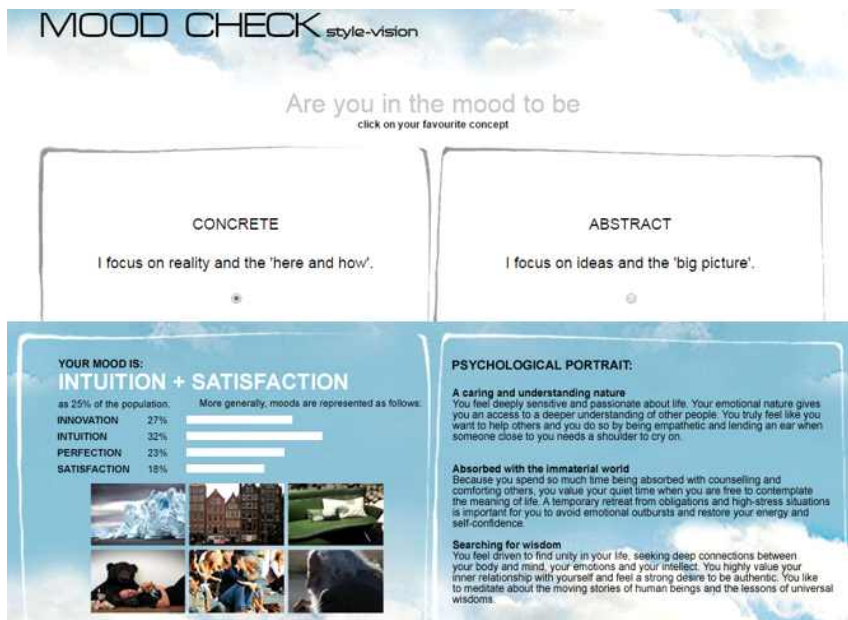 MOOD CHECK style-vision
Are you in the mood to be
click on your favourite concept
CONCRETE
I focus on reality and the 'here and how'.
ABSTRACT
I focus on ideas and the 'big picture'.
YOUR MOOD IS:
INTUITION + SATISFACTION
as 25% of the population. More generally, moods are represented as follows:
INNOVATION 27%
INTUITION 32%
PERFECTION 23%
SATISFACTION 18%
PSYCHOLOGICAL PORTRAIT:
A caring and understanding nature
You feel deeply sensitive and passionate about life. Your emotional nature gives
you an access to a deeper understanding of other people. You truly feel like you
want to help others and you do so by being empathetic and lending an ear when
someone close to you needs a shoulder to cry on.
Absorbed with the immaterial world
Because you spend so much time being absorbed with counselling and
comforting others, you value your quiet time when you are free to contemplate
the meaning of life. A temporary retreat from obligations and high-stress situations
is important for you to avoid emotional outbursts and restore your energy and
self-confidence.
Searching for wisdom
You feel driven to find unity in your life, seeking deep connections between
your body and mind, your emotions and your intellect. You highly value your
inner relationship with yourself and feel a strong desire to be authentic. You like
to meditate about the moving stories of human beings and the lessons of universal
wisdoms.